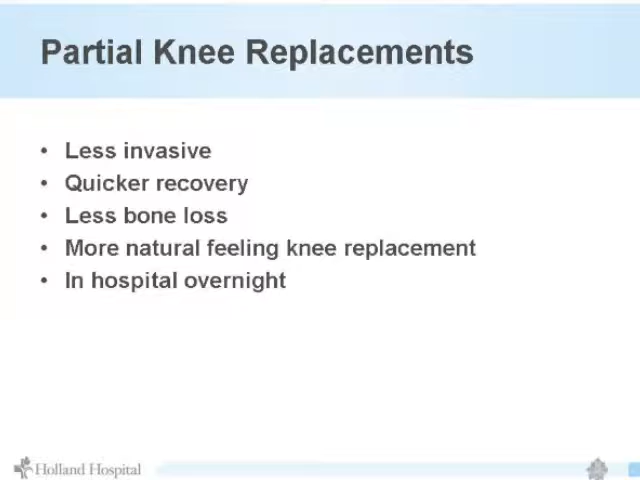 Partial Knee Replacements
• Less invasive
• Quicker recovery
• Less bone loss
• More natural feeling knee replacement
• In hospital overnight
Holland Hospital